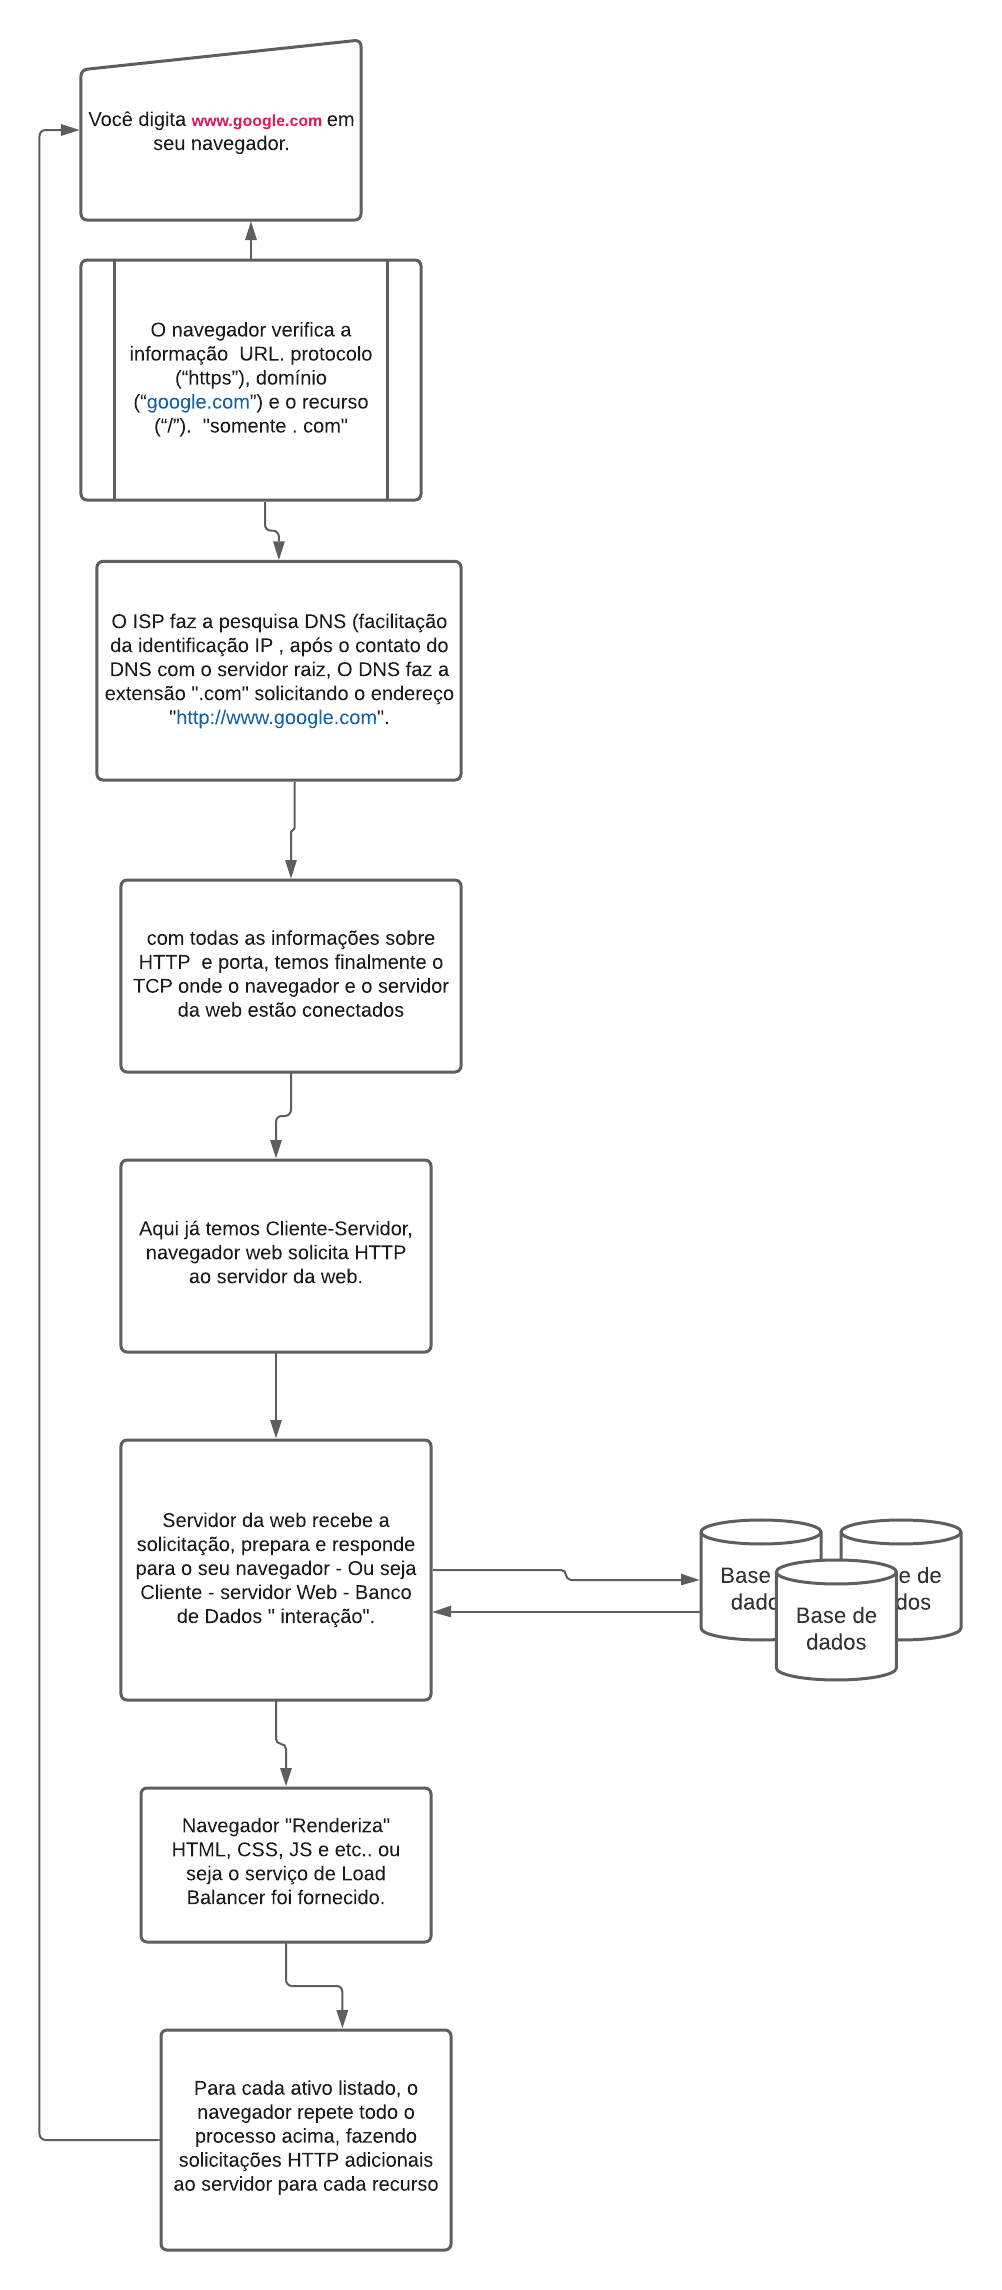 Você digita www.google.com em
seu navegador.
O navegador verifica a
informação  URL. protocolo
(“https”), domínio
(“google.com”) e o recurso
(“/”).  "somente . com"
O ISP faz a pesquisa DNS (facilitação
da identificação IP , após o contato do
DNS com o servidor raiz, O DNS faz a
extensão ".com" solicitando o endereço
"http://www.google.com".
com todas as informações sobre
HTTP  e porta, temos finalmente o
TCP onde o navegador e o servidor
da web estão conectados
Aqui já temos Cliente-Servidor,
navegador web solicita HTTP
ao servidor da web.
Servidor da web recebe a
solicitação, prepara e responde
para o seu navegador - Ou seja
Cliente - servidor Web - Banco
de Dados " interação".
Base
Base de
dados
e de
Navegador "Renderiza"
HTML, CSS, JS e etc.. ou
seja o serviço de Load
Balancer foi fornecido.
Para cada ativo listado, o
navegador repete todo o
processo acima, fazendo
solicitações HTTP adicionais
ao servidor para cada recurso